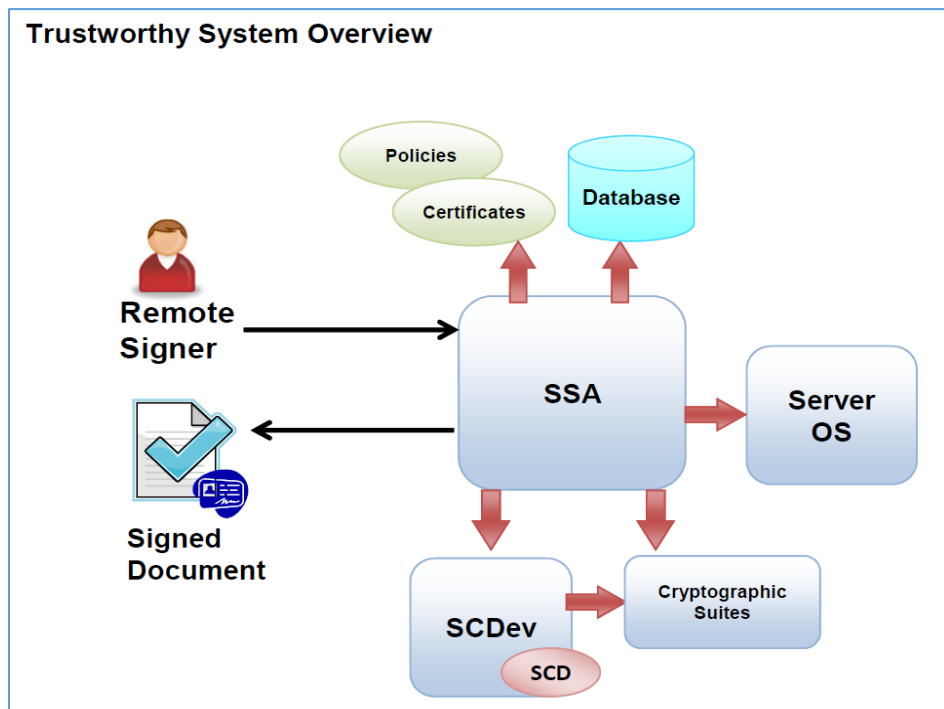 Trustworthy System Overview
Policies
Certificates
Database
Remote
Signer
SSA
Server
OS
Signed
Document
SCDev
SCD
Cryptographic
Suites